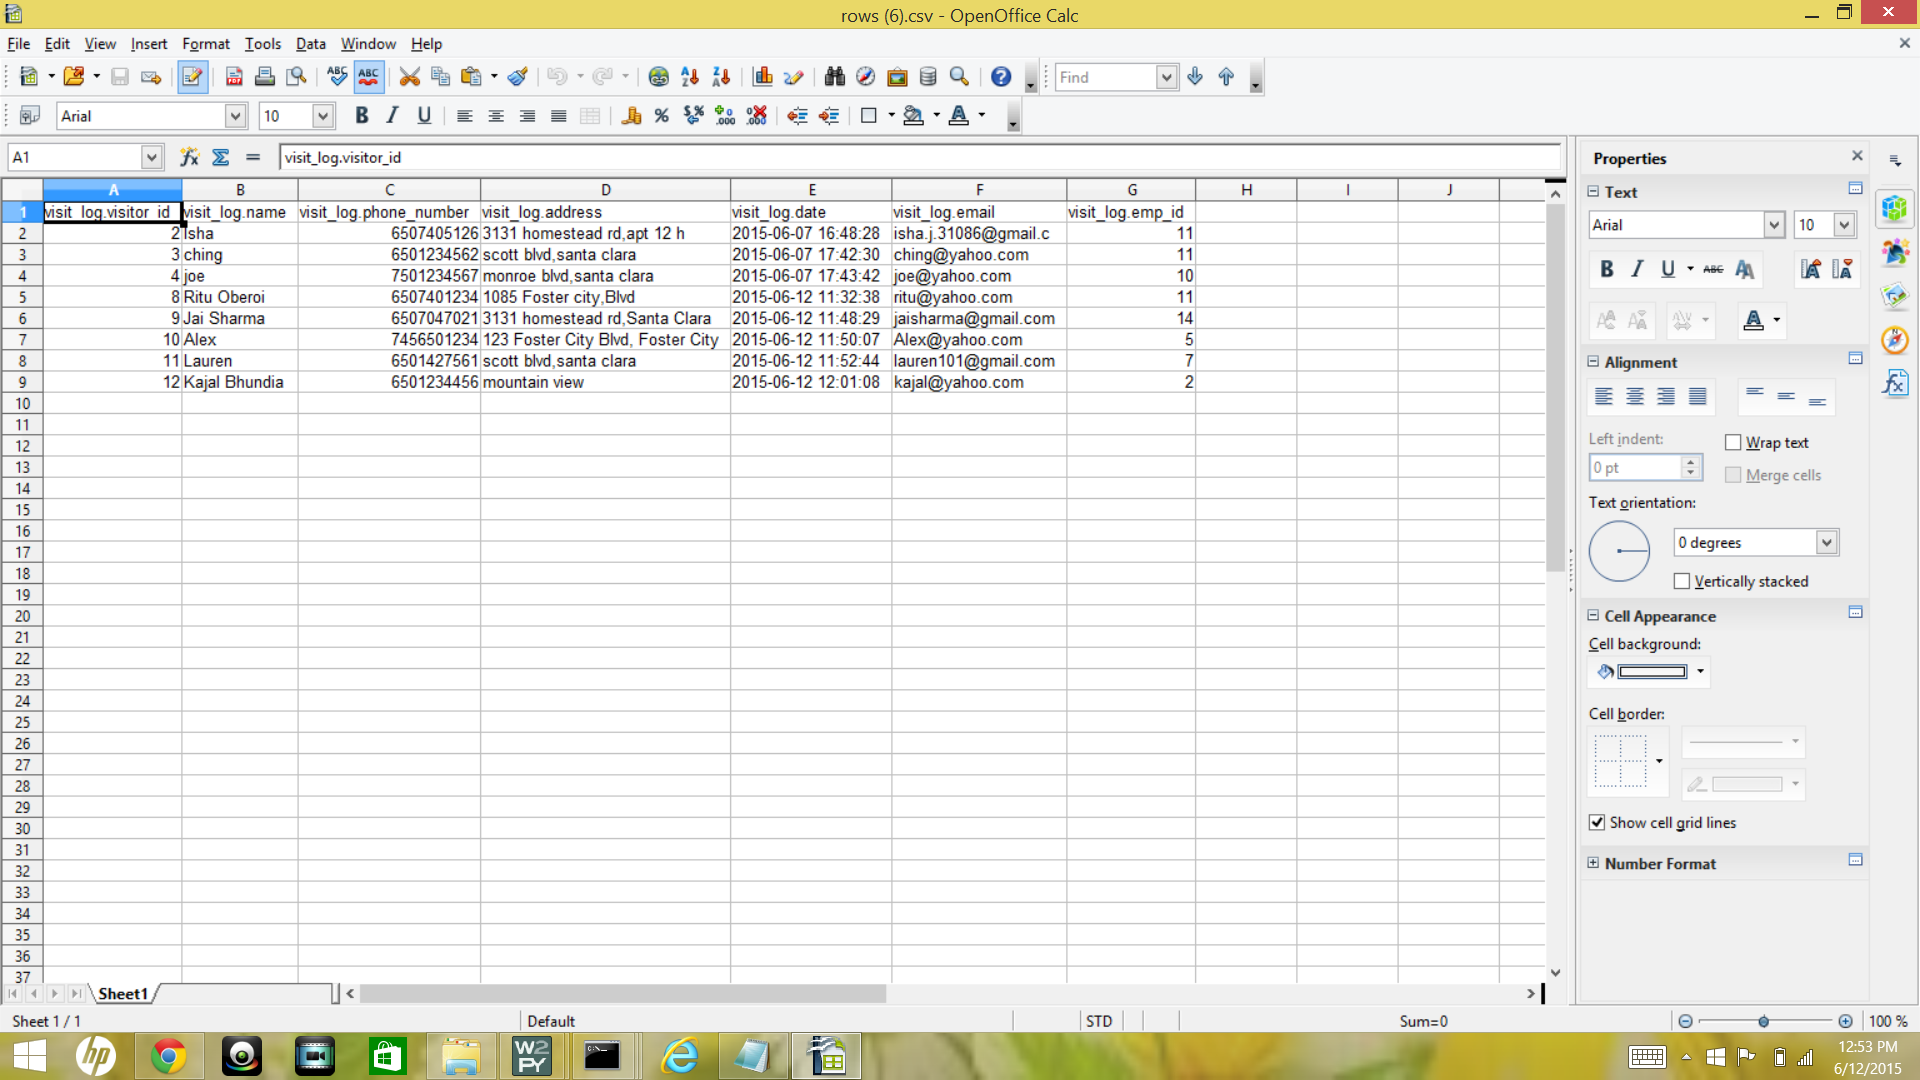 rows (6).csv - OpenOffice Calc
File Edit View Insert Format Tools Data Window Help
Find
Arial 10
A1 visit_log.visitor_id
A B C D E F G H I J
1 visit_log.visitor_id visit_log.name visit_log.phone_number visit_log.address visit_log.date visit_log.email visit_log.emp_id
2 2 Isha 6507405126 3131 homestead rd,apt 12 h 2015-06-07 16:48:28 isha.j.31086@gmail.c 11
3 3 ching 6501234562 scott blvd,santa clara 2015-06-07 17:42:30 ching@yahoo.com 11
4 4 joe 7501234567 monroe blvd,santa clara 2015-06-07 17:43:42 joe@yahoo.com 10
5 8 Ritu Oberoi 6507401234 1085 Foster city,Blvd 2015-06-12 11:32:38 ritu@yahoo.com 11
6 9 Jai Sharma 6507047021 3131 homestead rd,Santa Clara 2015-06-12 11:48:29 jaisharma@gmail.com 14
7 10 Alex 7456501234 123 Foster City Blvd, Foster City 2015-06-12 11:50:07 Alex@yahoo.com 5
8 11 Lauren 6501427561 scott blvd,santa clara 2015-06-12 11:52:44 lauren101@gmail.com 7
9 12 Kajal Bhundia 6501234456 mountain view 2015-06-12 12:01:08 kajal@yahoo.com 2
10
11
12
13
14
15
16
17
18
19
20
21
22
23
24
25
26
27
28
29
30
31
32
33
34
35
36
37
Sheet1
Sheet 1 / 1 Default STD Sum=0 100 %
Properties
Text
Arial 10
Alignment
Left indent:
Wrap text
0 pt
Merge cells
Text orientation:
0 degrees
Vertically stacked
Cell Appearance
Cell background:
Cell border:
Show cell grid lines
Number Format
hp
W2
PY
12:53 PM
6/12/2015